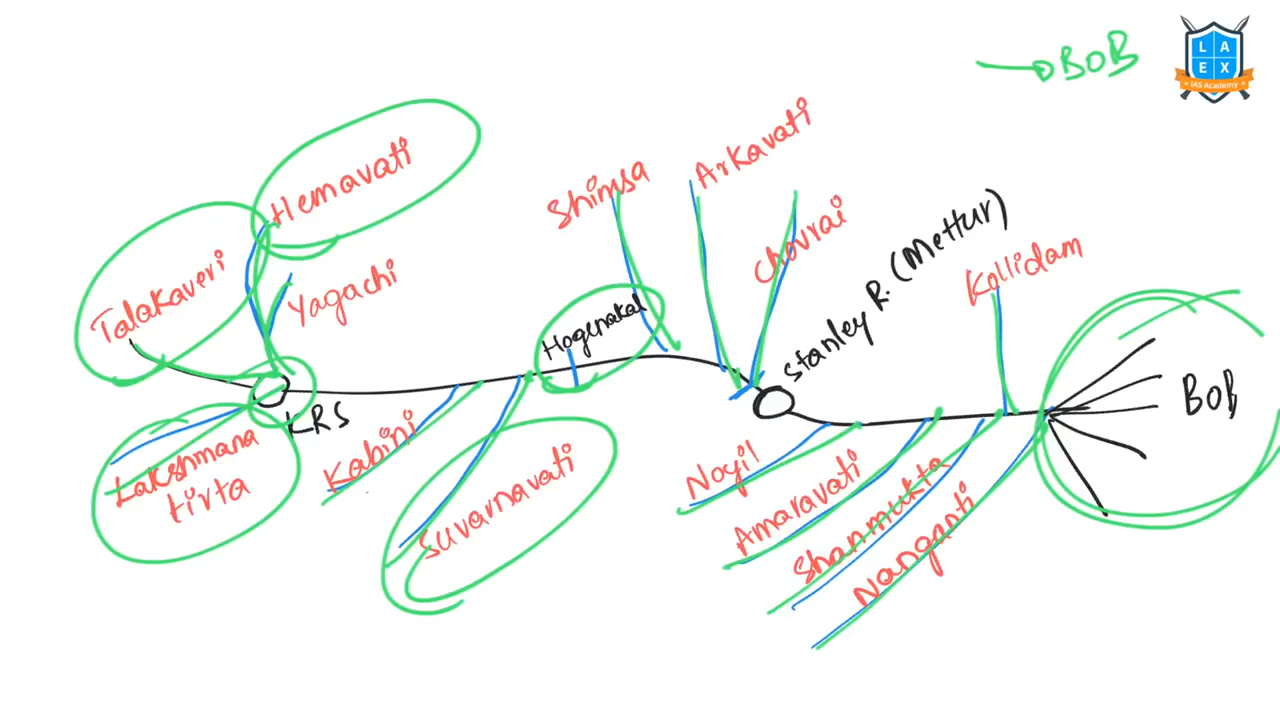 BOB
L A
E X
IAS Academy
Hemavati
Talakaveri
Yagachi
Shimsa
Arkavati
Chovrai
Stanley R. (Mettur)
Kollidam
Hogenakal
KRS
BOB
Lakshmana
tirta
Kabini
Suvarnavati
Noyil
Amaravati
Shanmukta
Nanganti